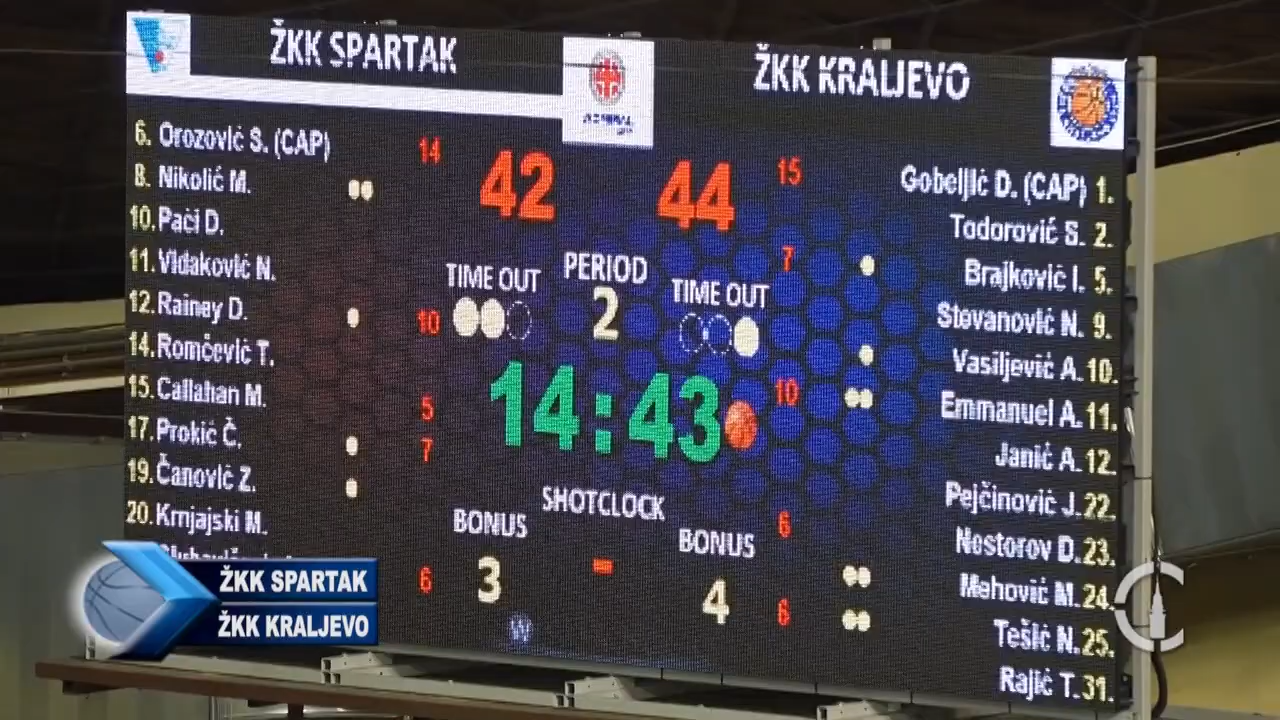 ŽKK SPARTAK
ŽKK KRALJEVO
6. Orozović S. (CAP) 14
8. Nikolić M.
10. Pači D.
11. Vidaković N.
12. Rainey D. 10
14. Romčević T.
15. Callahan M. 5
17. Prokić Č. 7
19. Čanović Z.
20. Krnjajski M.
6
42 44
TIME OUT PERIOD TIME OUT
2
14:43
SHOTCLOCK
BONUS BONUS
3 - 4
W
15 Gobeljić D. (CAP) 1.
Todorović S. 2.
7 Brajković I. 5.
Stevanović N. 9.
Vasiljević A. 10.
10 Emmanuel A. 11.
Janić A. 12.
Pejčinović J. 22.
6 Nestorov D. 23.
Mehović M. 24.
6 Tešić N. 25.
Rajić T. 31.
ŽKK SPARTAK
ŽKK KRALJEVO